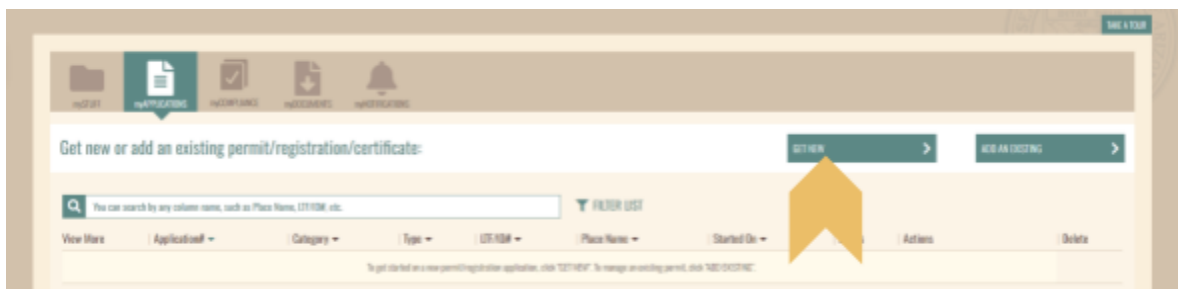 TAKE A TOUR
mySTUFF myAPPLICATIONS myCOMPLIANCE myDOCUMENTS myNOTIFICATIONS
Get new or add an existing permit/registration/certificate: GET NEW ADD AN EXISTING
You can search by any column name, such as Place Name, etc. FILTER LIST
View More Application# Category Type Place Name Started On Actions Delete
To get started on a new permit/registration application, click "GET NEW". To manage an existing permit, click "ADD EXISTING".